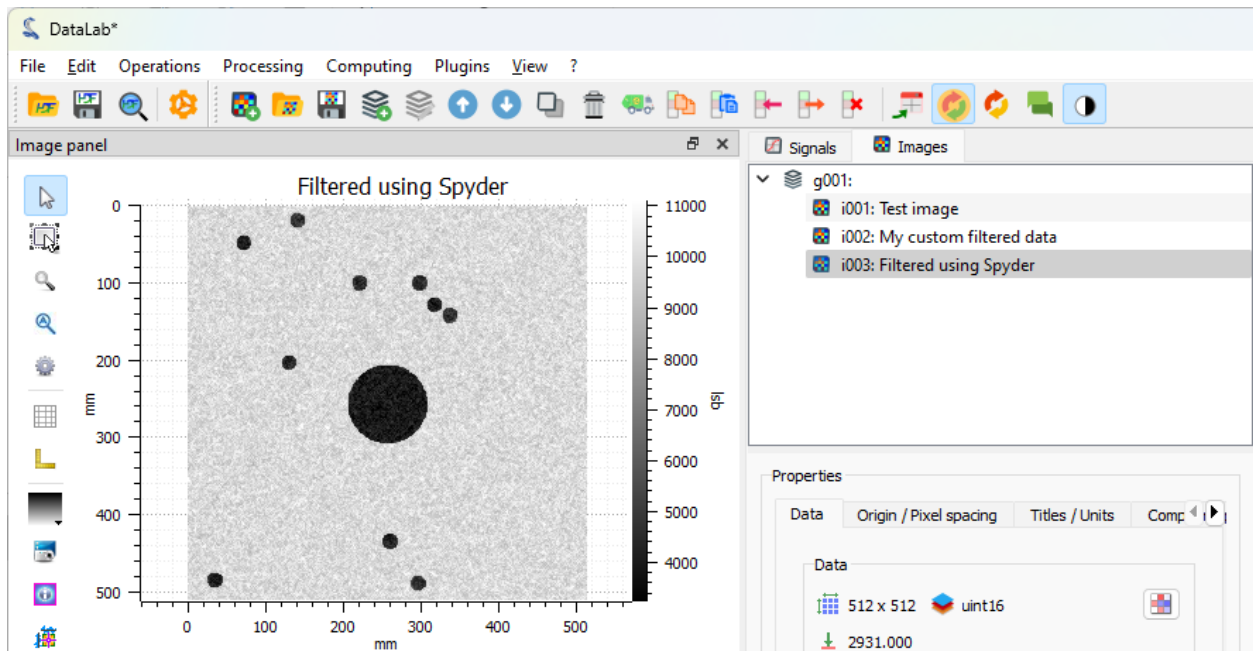 DataLab*
File Edit Operations Processing Computing Plugins View ?
Image panel
Filtered using Spyder
0
100
200
300
400
500
mm
0 100 200 300 400 500
mm
11000
10000
9000
8000
7000
6000
5000
4000
lsb
Signals Images
g001:
i001: Test image
i002: My custom filtered data
i003: Filtered using Spyder
Properties
Data Origin / Pixel spacing Titles / Units
Data
512 x 512 uint16
2931.000